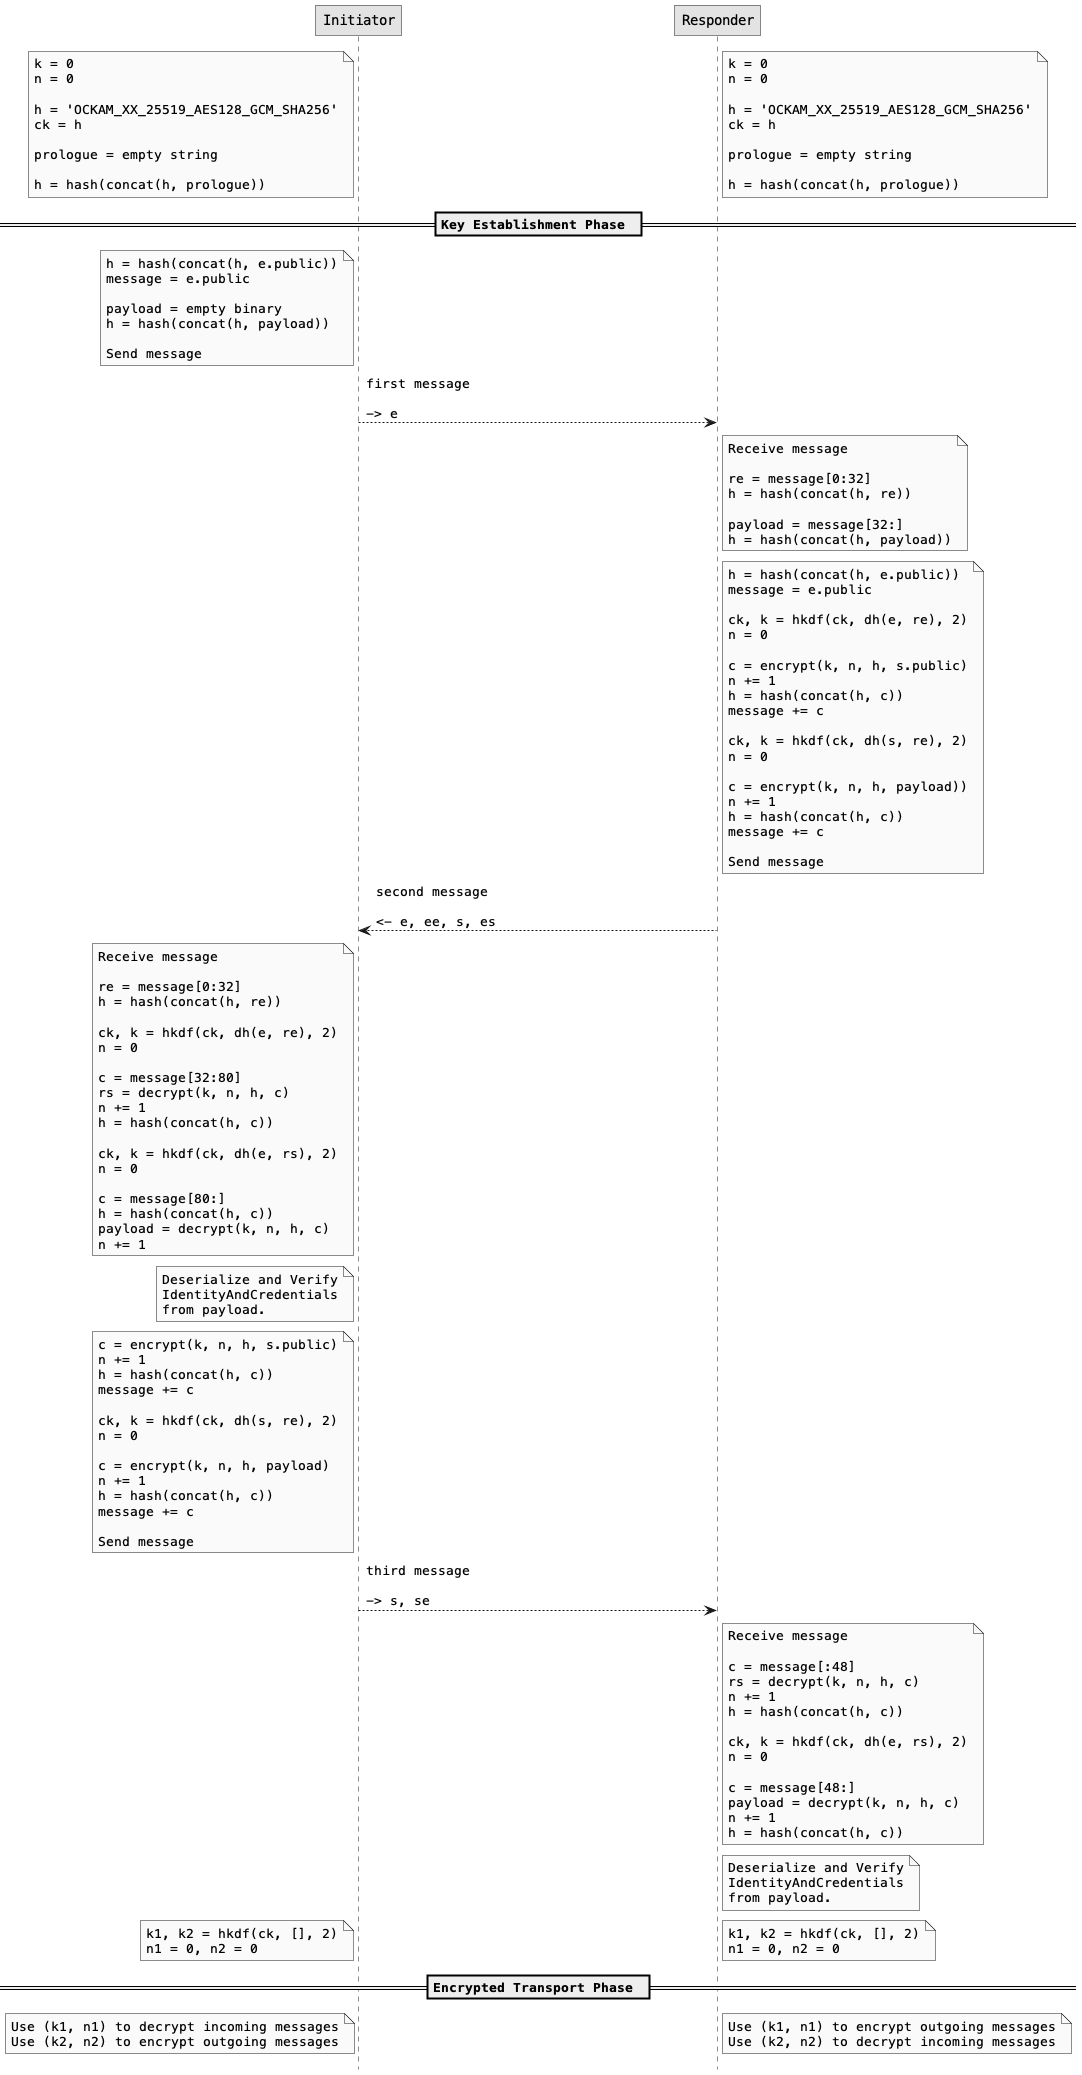 Initiator
Responder
k = 0
n = 0
h = 'OCKAM_XX_25519_AES128_GCM_SHA256'
ck = h
prologue = empty string
h = hash(concat(h, prologue))
k = 0
n = 0
h = 'OCKAM_XX_25519_AES128_GCM_SHA256'
ck = h
prologue = empty string
h = hash(concat(h, prologue))
Key Establishment Phase
h = hash(concat(h, e.public))
message = e.public
payload = empty binary
h = hash(concat(h, payload))
Send message
first message
—> e
Receive message
re = message[0:32]
h = hash(concat(h, re))
payload = message[32:]
h = hash(concat(h, payload))
h = hash(concat(h, e.public))
message = e.public
ck, k = hkdf(ck, dh(e, re), 2)
n = 0
c = encrypt(k, n, h, s.public)
n += 1
h = hash(concat(h, c))
message += c
ck, k = hkdf(ck, dh(s, re), 2)
n = 0
c = encrypt(k, n, h, payload))
n += 1
h = hash(concat(h, c))
message += c
Send message
second message
<— e, ee, s, es
Receive message
re = message[0:32]
h = hash(concat(h, re))
ck, k = hkdf(ck, dh(e, re), 2)
n = 0
c = message[32:80]
rs = decrypt(k, n, h, c)
n += 1
h = hash(concat(h, c))
ck, k = hkdf(ck, dh(e, rs), 2)
n = 0
c = message[80:]
h = hash(concat(h, c))
payload = decrypt(k, n, h, c)
n += 1
Deserialize and Verify
IdentityAndCredentials
from payload.
c = encrypt(k, n, h, s.public)
n += 1
h = hash(concat(h, c))
message += c
ck, k = hkdf(ck, dh(s, re), 2)
n = 0
c = encrypt(k, n, h, payload)
n += 1
h = hash(concat(h, c))
message += c
Send message
third message
—> s, se
Receive message
c = message[:48]
rs = decrypt(k, n, h, c)
n += 1
h = hash(concat(h, c))
ck, k = hkdf(ck, dh(e, rs), 2)
n = 0
c = message[48:]
payload = decrypt(k, n, h, c)
n += 1
h = hash(concat(h, c))
Deserialize and Verify
IdentityAndCredentials
from payload.
k1, k2 = hkdf(ck, [], 2)
n1 = 0, n2 = 0
k1, k2 = hkdf(ck, [], 2)
n1 = 0, n2 = 0
Encrypted Transport Phase
Use (k1, n1) to decrypt incoming messages
Use (k2, n2) to encrypt outgoing messages
Use (k1, n1) to encrypt outgoing messages
Use (k2, n2) to decrypt incoming messages